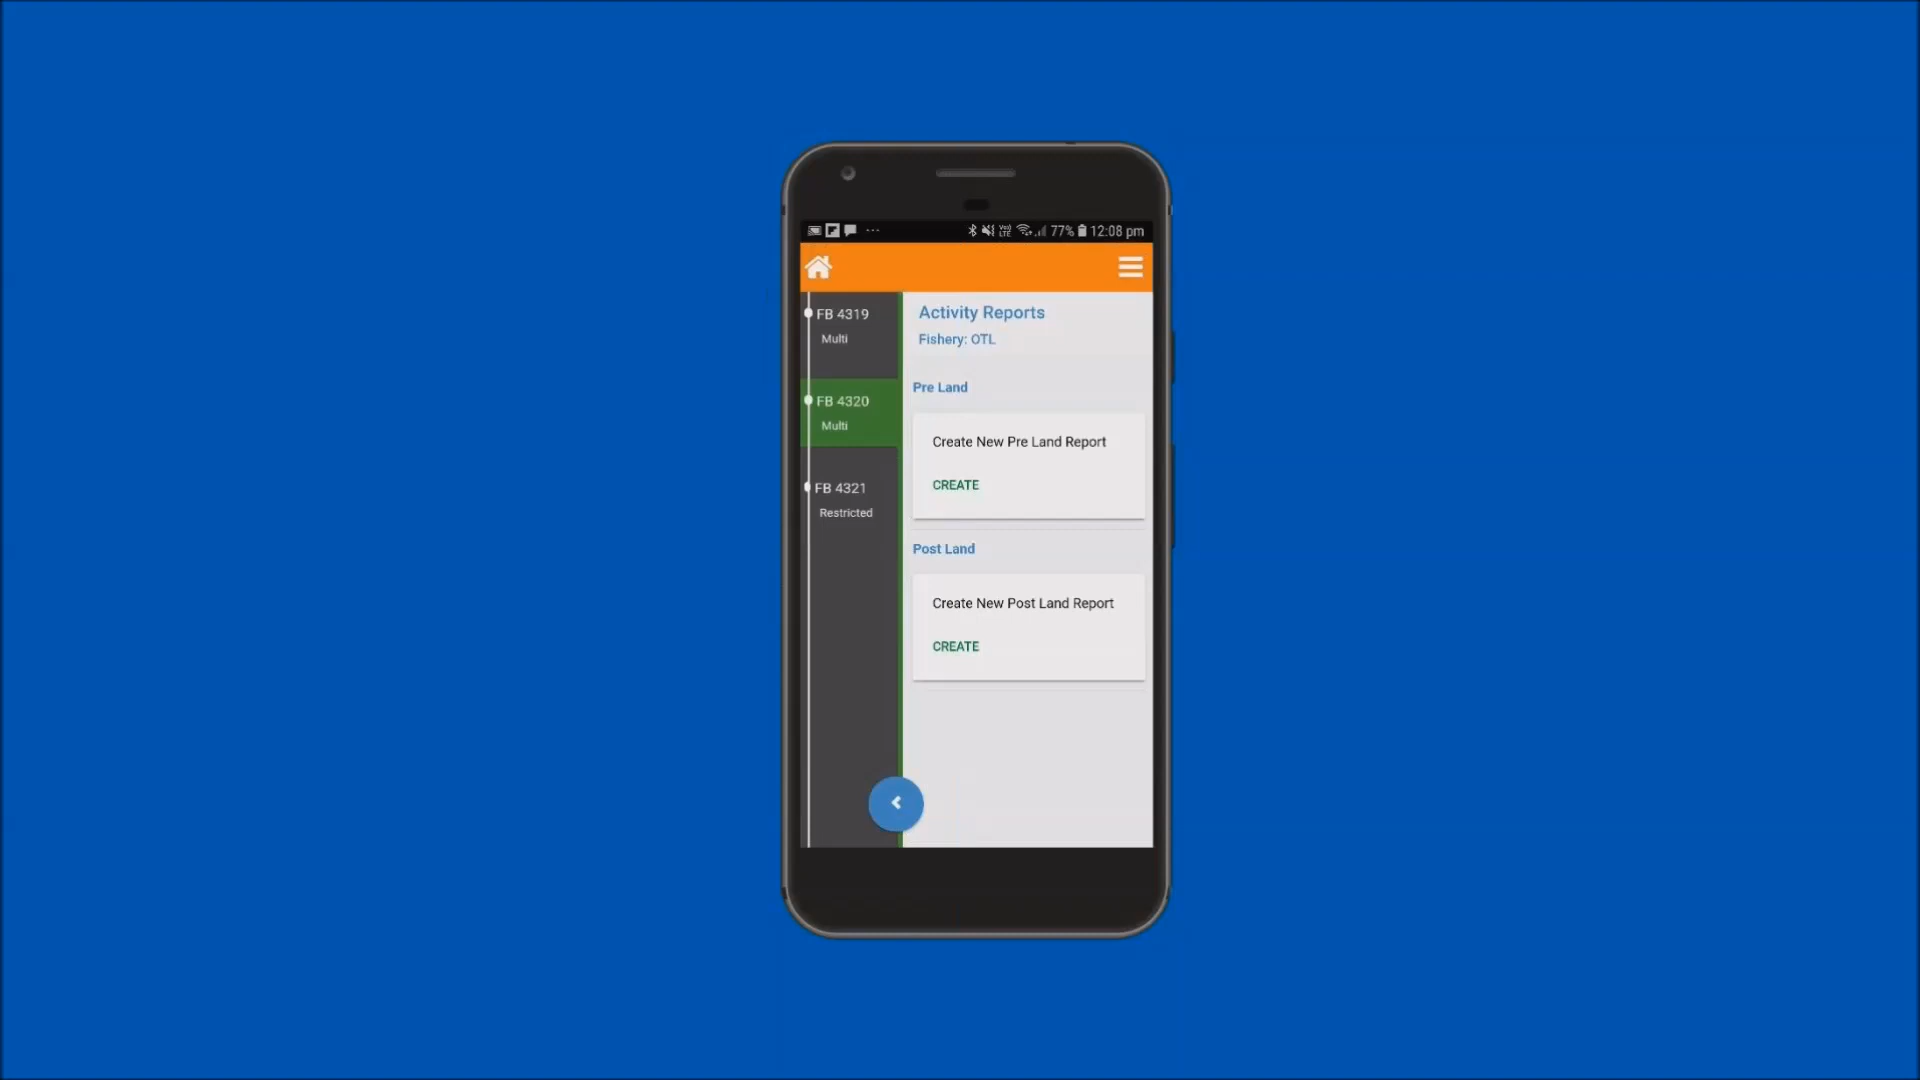 77% 12:08 pm
FB 4319
Multi
FB 4320
Multi
FB 4321
Restricted
Activity Reports
Fishery: OTL
Pre Land
Create New Pre Land Report
CREATE
Post Land
Create New Post Land Report
CREATE